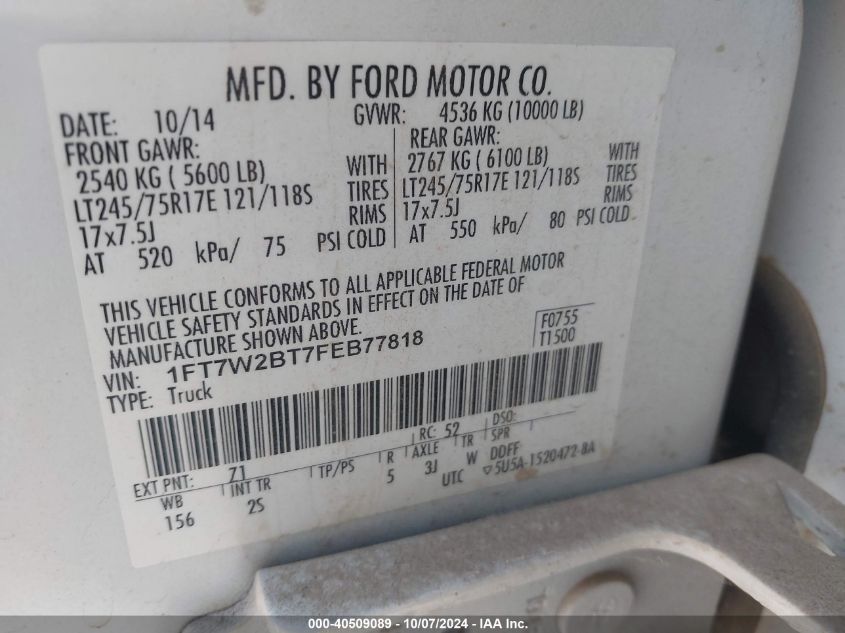 MFD. BY FORD MOTOR CO.
DATE: 10/14 GVWR: 4536 KG (10000 LB)
FRONT GAWR: REAR GAWR:
2540 KG ( 5600 LB) WITH 2767 KG ( 6100 LB) WITH
LT245/75R17E 121/118S TIRES LT245/75R17E 121/118S TIRES
17x7.5J RIMS 17x7.5J RIMS
AT 520 kPa/ 75 PSI COLD AT 550 kPa/ 80 PSI COLD
THIS VEHICLE CONFORMS TO ALL APPLICABLE FEDERAL MOTOR
VEHICLE SAFETY STANDARDS IN EFFECT ON THE DATE OF
MANUFACTURE SHOWN ABOVE.
F0755
VIN: 1FT7W2BT7FEB77818 T1500
TYPE: Truck
RC: 52 DSO:
EXT PNT: Z1
WB INT TR TP/PS R AXLE TR SPR
156 2S 5 3J W DDFF
UTC ▽5U5A-1520472-BA
000-40509089 - 10/07/2024 - IAA Inc.